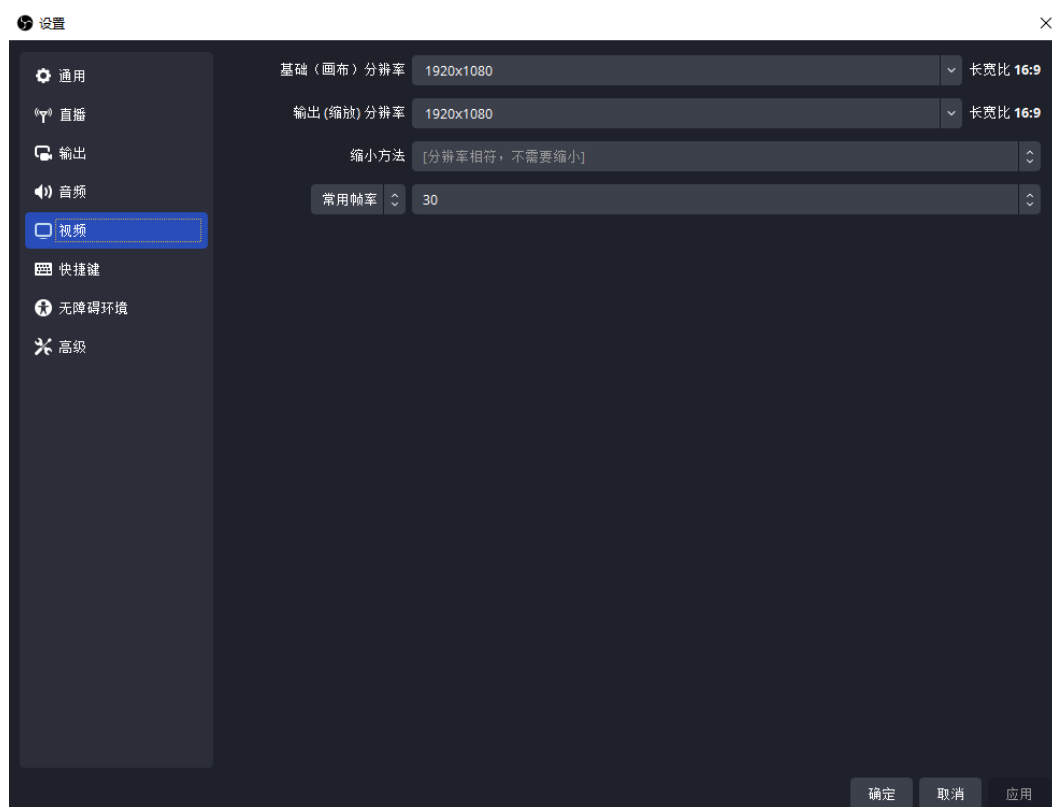 设置
通用
直播
输出
音频
视频
快捷键
无障碍环境
高级
基础（画布）分辨率 1920x1080 长宽比 16:9
输出(缩放)分辨率 1920x1080 长宽比 16:9
缩小方法 [分辨率相符，不需要缩小]
常用帧率 30
确定 取消 应用